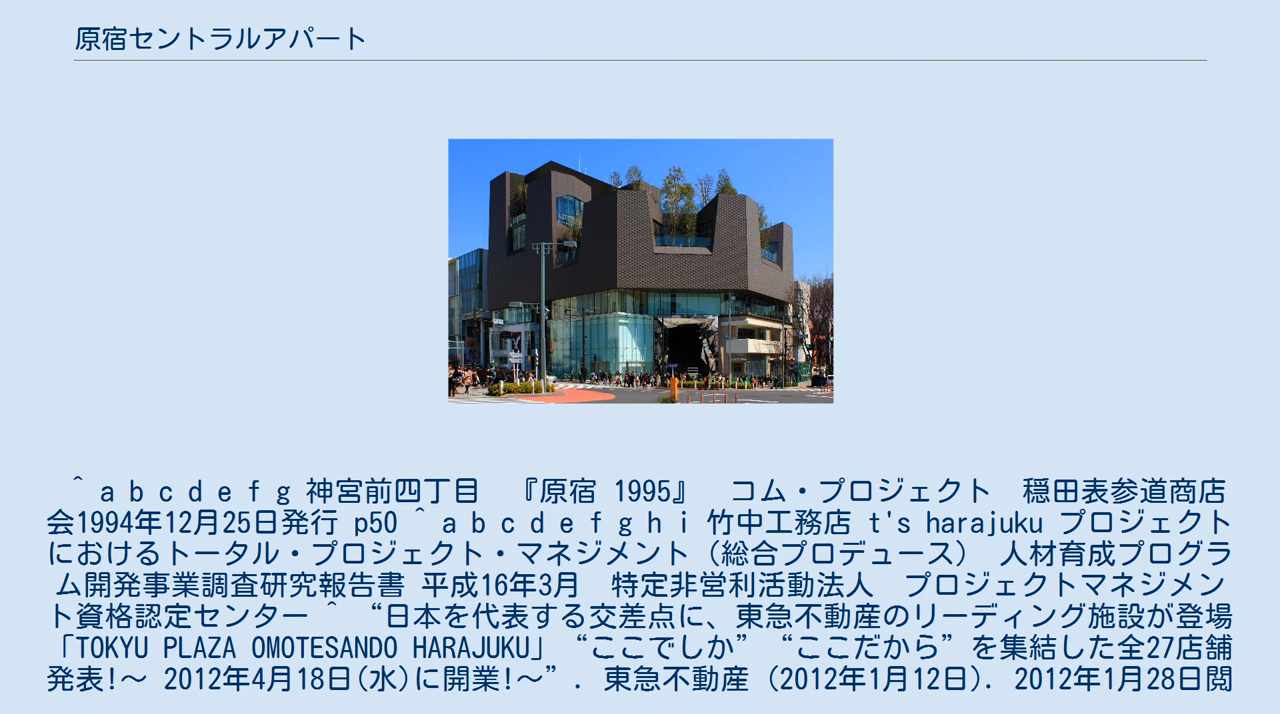 原宿セントラルアパート
^ a b c d e f g 神宮前四丁目　『原宿 1995』　コム・プロジェクト　穏田表参道商店
会1994年12月25日発行 p50 ^ a b c d e f g h i 竹中工務店 t's harajuku プロジェクト
におけるトータル・プロジェクト・マネジメント（総合プロデュース）　人材育成プログラ
ム開発事業調査研究報告書 平成16年3月　特定非営利活動法人　プロジェクトマネジメン
ト資格認定センター ^ “日本を代表する交差点に、東急不動産のリーディング施設が登場
「TOKYU PLAZA OMOTESANDO HARAJUKU」“ここでしか”“ここだから”を集結した全27店舗
発表!～ 2012年4月18日(水)に開業!～”. 東急不動産 (2012年1月12日). 2012年1月28日閲